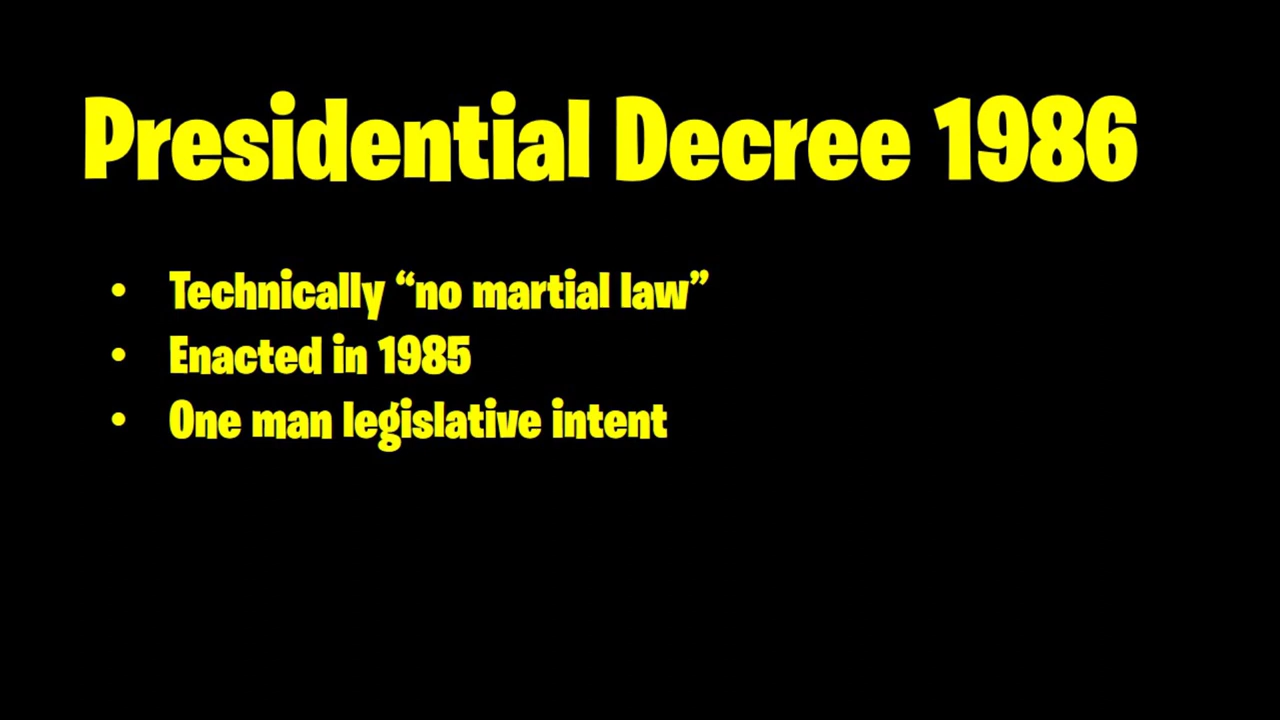 Presidential Decree 1986
• Technically “no martial law”
• Enacted in 1985
• One man legislative intent